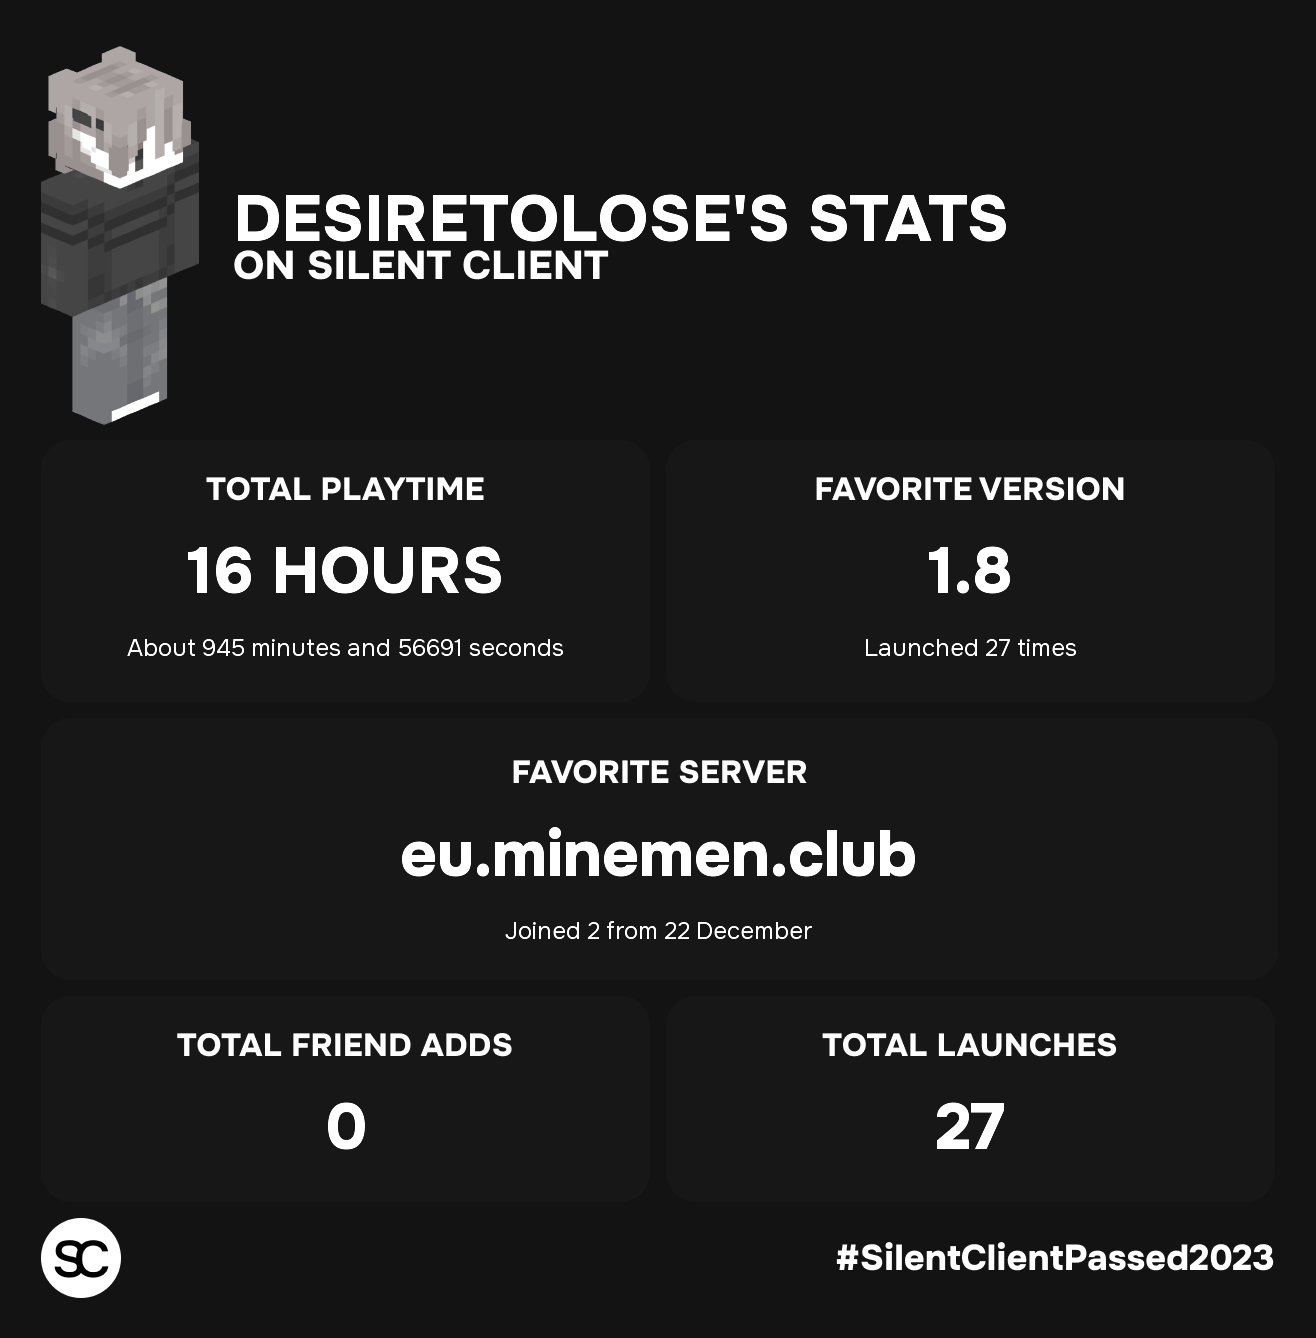 DESIRETOLOSE'S STATS
ON SILENT CLIENT
TOTAL PLAYTIME
16 HOURS
About 945 minutes and 56691 seconds
FAVORITE VERSION
1.8
Launched 27 times
FAVORITE SERVER
eu.minemen.club
Joined 2 from 22 December
TOTAL FRIEND ADDS
0
TOTAL LAUNCHES
27
SC
#SilentClientPassed2023